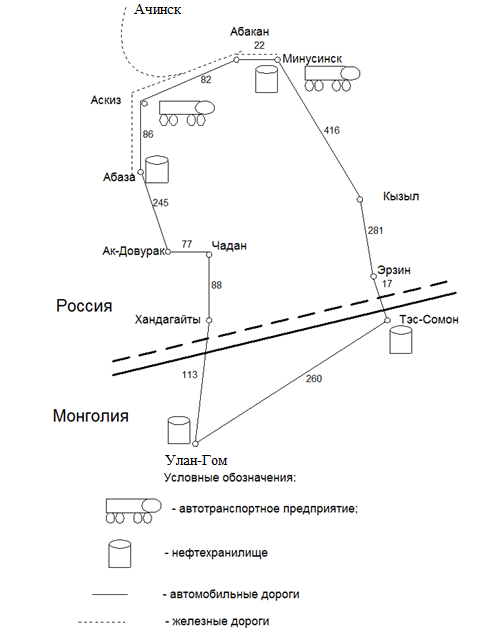 Ачинск
Абакан
22
Минусинск
82
Аскиз
416
86
Абаза
245
Кызыл
77
Ак-Довурак
Чадан
281
Эрзин
88
17
Россия
Хандагайты
Тэс-Сомон
113
260
Монголия
Улан-Гом
Условные обозначения:
- автотранспортное предприятие;
- нефтехранилище
- автомобильные дороги
- железные дороги